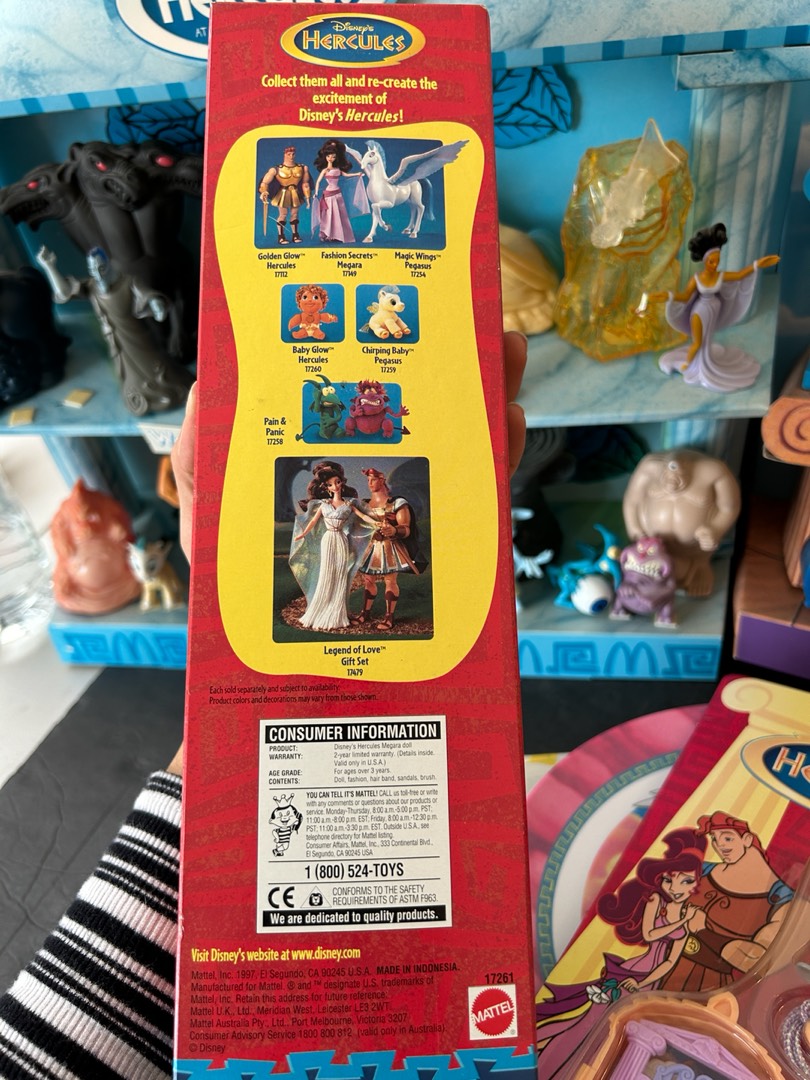 Disney's
HERCULES
Collect them all and re-create the
excitement of
Disney's Hercules!
Golden Glow™
Hercules
17112
Fashion Secrets™
Megara
17149
Magic Wings™
Pegasus
17254
Baby Glow™
Hercules
17260
Chirping Baby™
Pegasus
17259
Pain &
Panic
17258
Legend of Love™
Gift Set
17479
Each sold separately and subject to availability.
Product colors and decorations may vary from those shown.
CONSUMER INFORMATION
PRODUCT: Disney's Hercules Megara doll
WARRANTY: 2-year limited warranty. (Details inside.
Valid only in U.S.A.)
AGE GRADE: For ages over 3 years.
CONTENTS: Doll, fashion, hair band, sandals, brush.
YOU CAN TELL IT'S MATTEL! CALL us toll-free or write
with any comments or questions about our products or
service. Monday-Thursday, 8:00 a.m.-5:00 p.m. PST;
11:00 a.m.-8:00 p.m. EST; Friday, 8:00 a.m.-12:30 p.m.
PST; 11:00 a.m.-3:30 p.m. EST. Outside U.S.A., see
telephone directory for Mattel listing.
Consumer Affairs, Mattel, Inc., 333 Continental Blvd.,
El Segundo, CA 90245 USA
1 (800) 524-TOYS
CE
CONFORMS TO THE SAFETY
REQUIREMENTS OF ASTM F963.
We are dedicated to quality products.
Visit Disney's website at www.disney.com
Mattel, Inc. 1997, El Segundo, CA 90245 U.S.A. MADE IN INDONESIA.
Manufactured for Mattel. ® and ™ designate U.S. trademarks of
Mattel, Inc. Retain this address for future reference.
Mattel U.K., Ltd., Meridian West, Leicester LE3 2WT.
Mattel Australia Pty., Ltd., Port Melbourne, Victoria 3207.
Consumer Advisory Service 1800 800 812 (valid only in Australia).
© Disney
17261
MATTEL